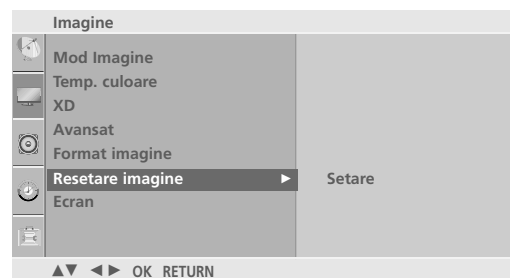 Imagine
Mod Imagine
Temp. culoare
XD
Avansat
Format imagine
Resetare imagine ► Setare
Ecran
▲▼ ◄► OK RETURN